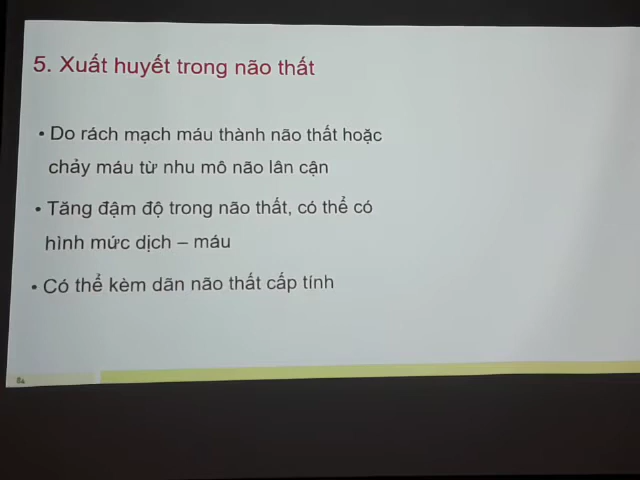 5. Xuất huyết trong não thất
• Do rách mạch máu thành não thất hoặc
chảy máu từ nhu mô não lân cận
• Tăng đậm độ trong não thất, có thể có
hình mức dịch – máu
• Có thể kèm dãn não thất cấp tính